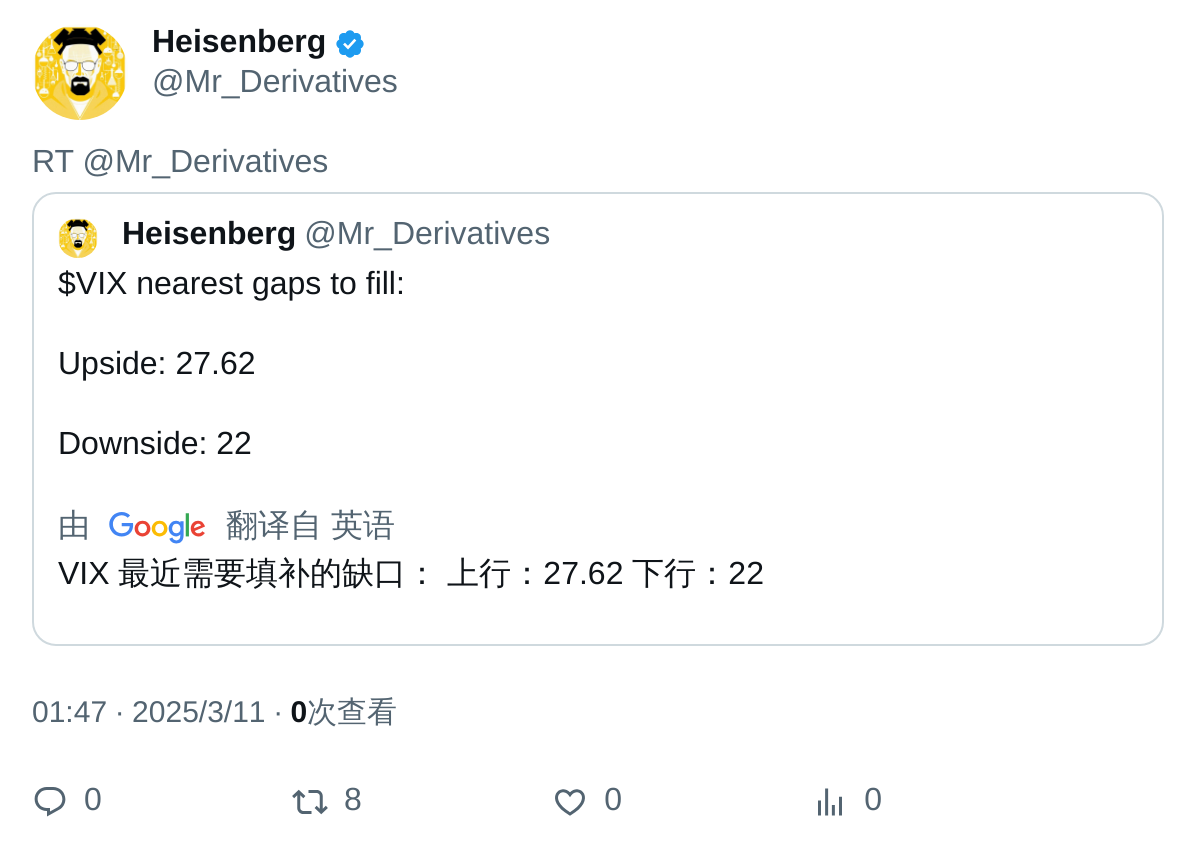 Heisenberg
@Mr_Derivatives
RT @Mr_Derivatives
Heisenberg @Mr_Derivatives
$VIX nearest gaps to fill:
Upside: 27.62
Downside: 22
由 Google 翻译自 英语
VIX 最近需要填补的缺口： 上行：27.62 下行：22
01:47 · 2025/3/11 · 0次查看
0 8 0 0